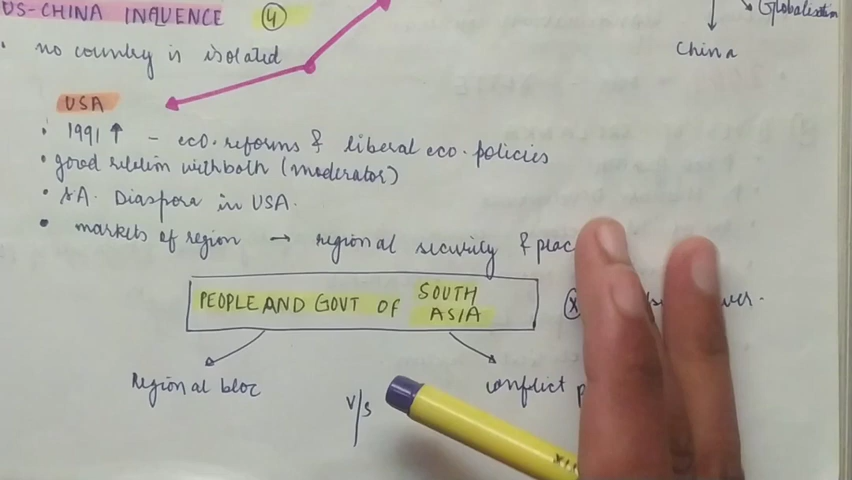 US-CHINA INFLUENCE 4
Globalisation
China
• no country is isolated
USA
• 1991 ↑ - eco. reforms & liberal eco. policies
• good relation with both (moderator)
• SA. Diaspora in USA.
• markets of region → regional security & peac
PEOPLE AND GOVT OF SOUTH ASIA
Regional bloc
v/s
conflict p